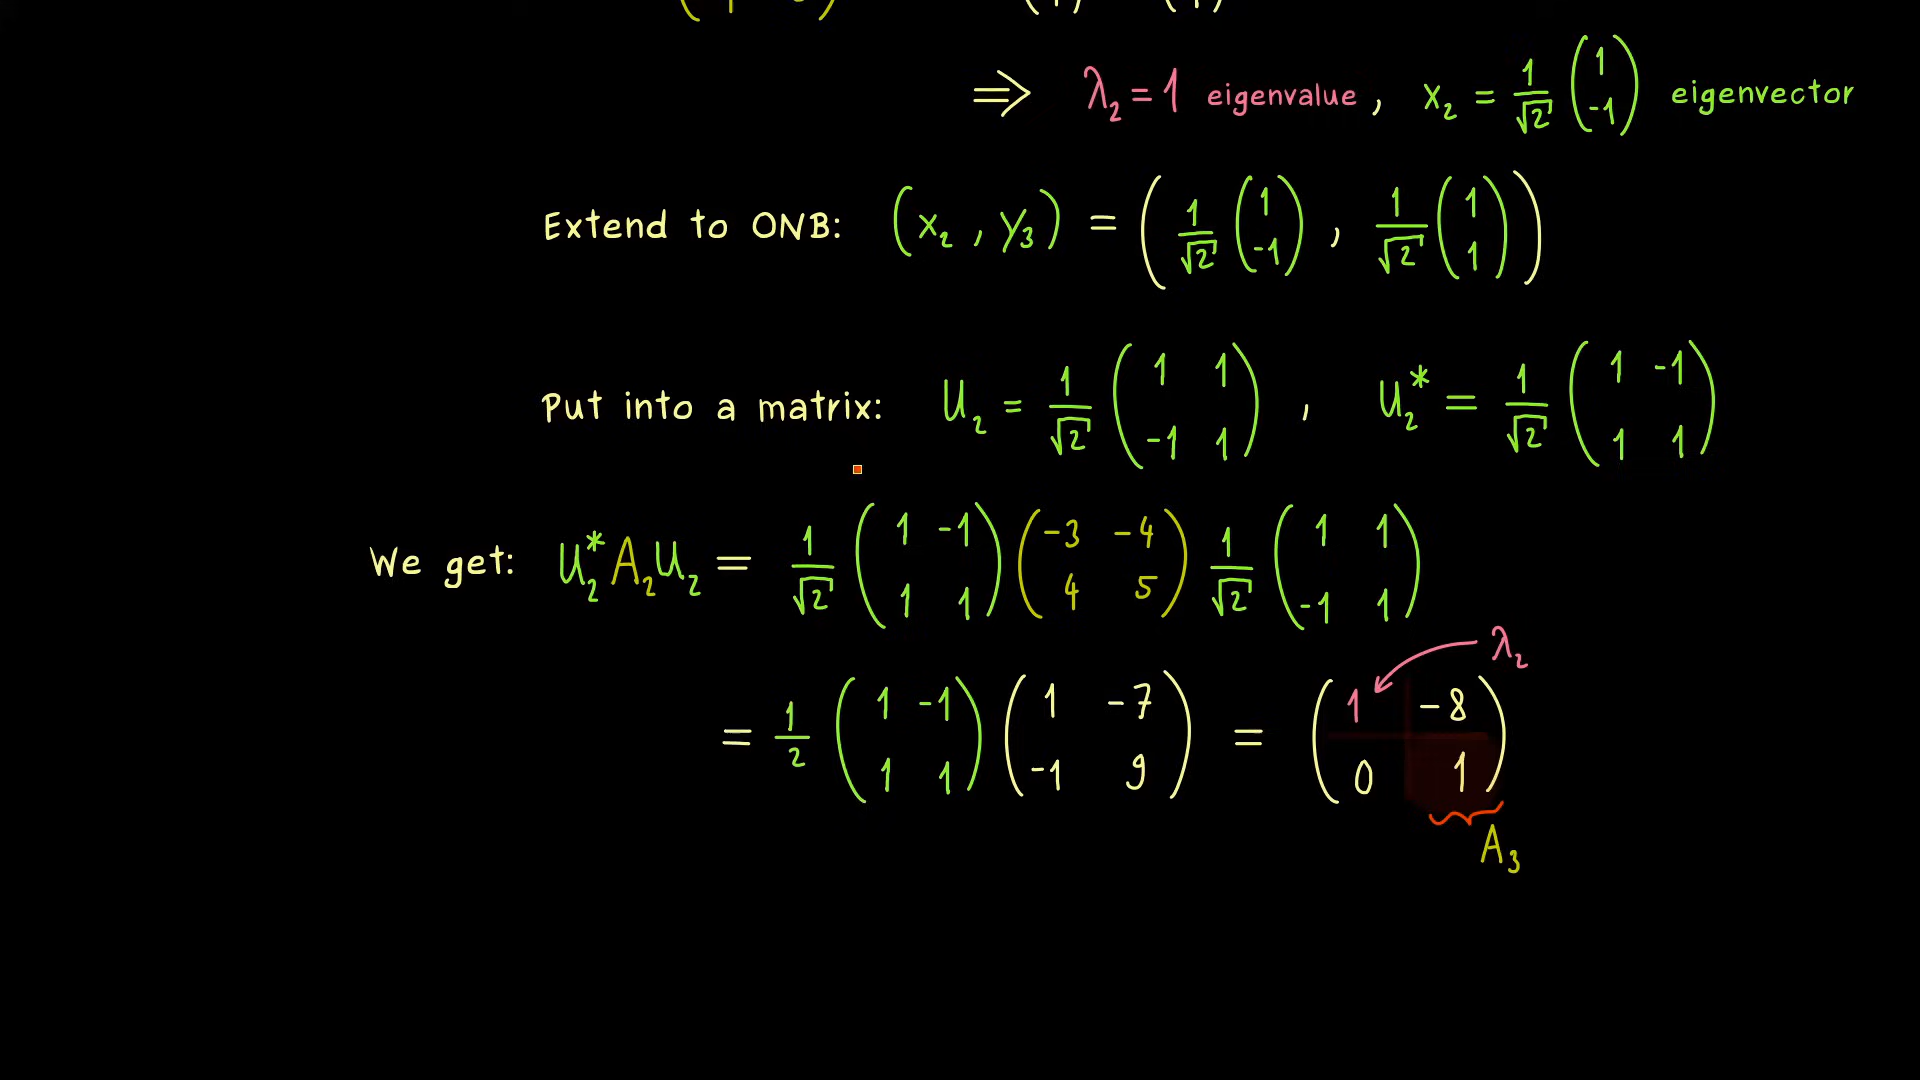 ⇒ λ₂ = 1 eigenvalue , x₂ = 1/√2 (1 -1) eigenvector
Extend to ONB: (x₂ , y₃) = (1/√2 (1 -1) , 1/√2 (1 1))
Put into a matrix: U₂ = 1/√2 (1 1 -1 1) , U₂* = 1/√2 (1 -1 1 1)
We get: U₂* A₂ U₂ = 1/√2 (1 -1 1 1) (-3 -4 4 5) 1/√2 (1 1 -1 1)
λ₂
= 1/2 (1 -1 1 1) (1 -7 -1 9) = (1 -8 0 1)
A₃